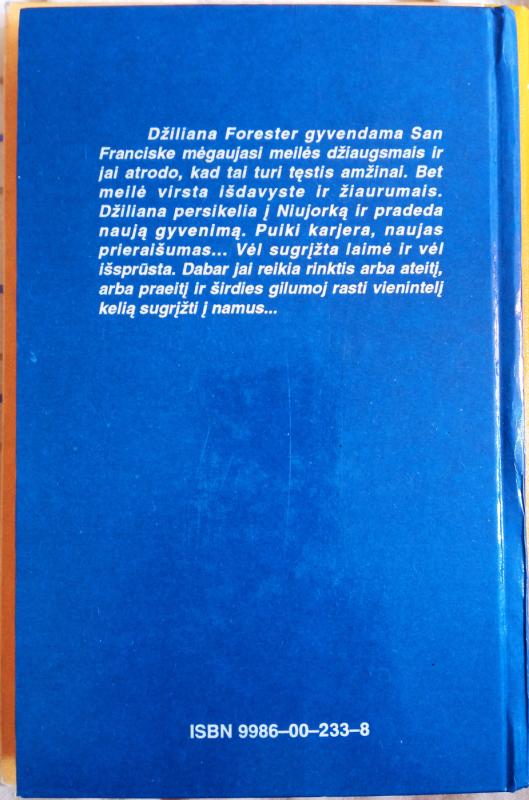 Džiliana Forester gyvendama San
Franciske mėgaujasi meilės džiaugsmais ir
jai atrodo, kad tai turi tęstis amžinai. Bet
meilė virsta išdavyste ir žiaurumais.
Džiliana persikelia į Niujorką ir pradeda
naują gyvenimą. Puiki karjera, naujas
prieraišumas... Vėl sugrįžta laimė ir vėl
išsprūsta. Dabar jai reikia rinktis arba ateitį,
arba praeitį ir širdies gilumoj rasti vienintelį
kelią sugrįžti į namus...
ISBN 9986–00–233–8